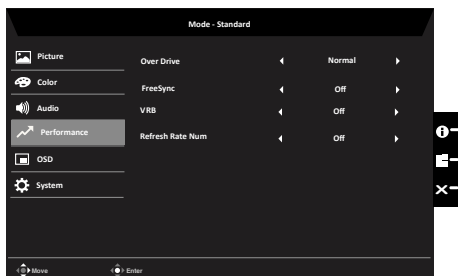 Mode - Standard
Picture
Color
Audio
Performance
OSD
System
Over Drive Normal
FreeSync Off
VRB Off
Refresh Rate Num Off
Move Enter